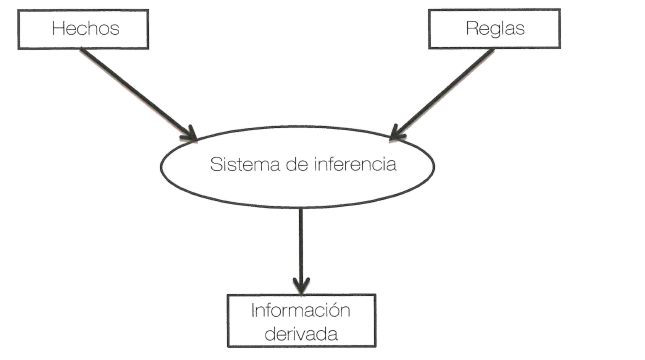 Hechos
Reglas
Sistema de inferencia
Información
derivada